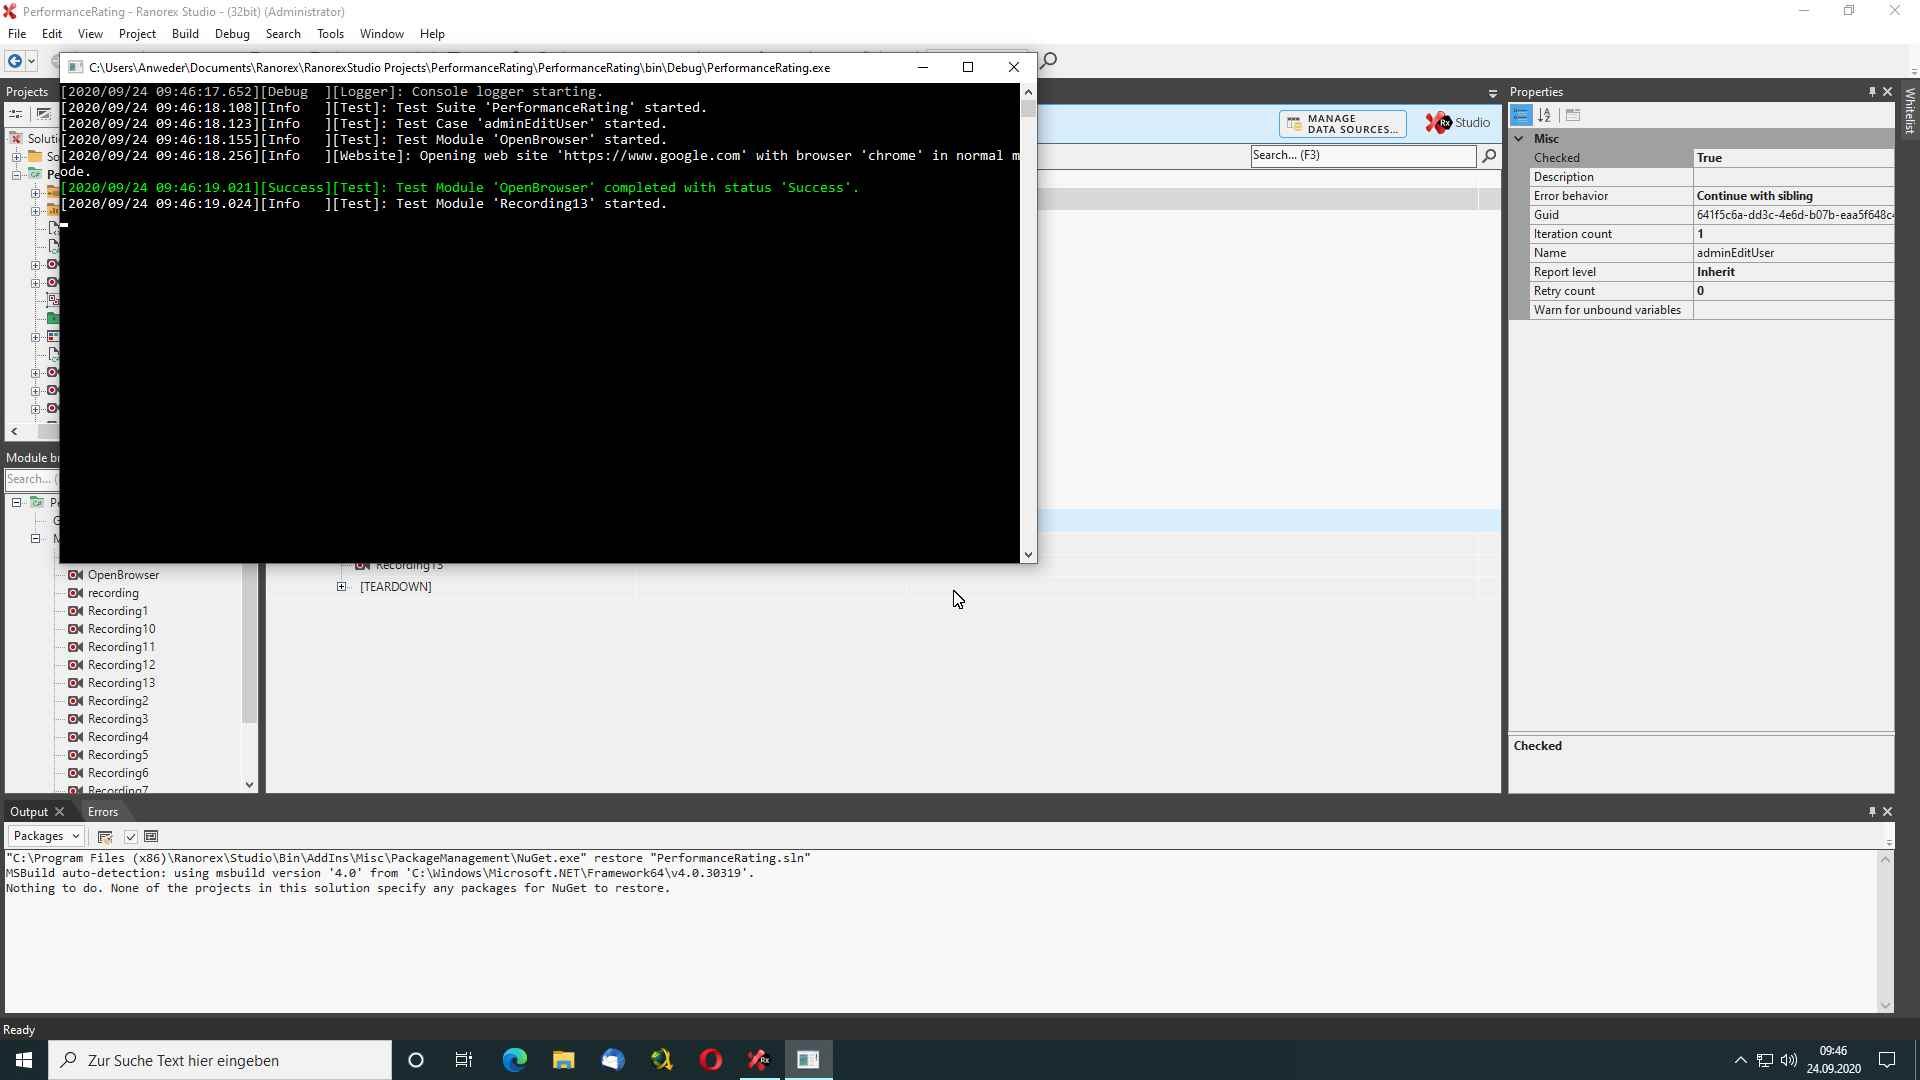 PerformanceRating - Ranorex Studio - (32bit) (Administrator)
File Edit View Project Build Debug Search Tools Window Help
C:\Users\Anweder\Documents\Ranorex\RanorexStudio Projects\PerformanceRating\PerformanceRating\bin\Debug\PerformanceRating.exe
[2020/09/24 09:46:17.652][Debug  ][Logger]: Console logger starting.
[2020/09/24 09:46:18.108][Info   ][Test]: Test Suite 'PerformanceRating' started.
[2020/09/24 09:46:18.123][Info   ][Test]: Test Case 'adminEditUser' started.
[2020/09/24 09:46:18.155][Info   ][Test]: Test Module 'OpenBrowser' started.
[2020/09/24 09:46:18.256][Info   ][Website]: Opening web site 'https://www.google.com' with browser 'chrome' in normal m
ode.
[2020/09/24 09:46:19.021][Success][Test]: Test Module 'OpenBrowser' completed with status 'Success'.
[2020/09/24 09:46:19.024][Info   ][Test]: Test Module 'Recording13' started.
Projects
Soluti
So
Pe
MANAGE
DATA SOURCES...
Rx Studio
Search... (F3)
Recording13
[TEARDOWN]
Module br
Search... (
Pe
OpenBrowser
recording
Recording1
Recording10
Recording11
Recording12
Recording13
Recording2
Recording3
Recording4
Recording5
Recording6
Recording7
Properties
Whitelist
Misc
Checked True
Description
Error behavior Continue with sibling
Guid 641f5c6a-dd3c-4e6d-b07b-eaa5f648c
Iteration count 1
Name adminEditUser
Report level Inherit
Retry count 0
Warn for unbound variables
Checked
Output Errors
Packages
"C:\Program Files (x86)\Ranorex\Studio\Bin\AddIns\Misc\PackageManagement\NuGet.exe" restore "PerformanceRating.sln"
MSBuild auto-detection: using msbuild version '4.0' from 'C:\Windows\Microsoft.NET\Framework64\v4.0.30319'.
Nothing to do. None of the projects in this solution specify any packages for NuGet to restore.
Ready
Zur Suche Text hier eingeben
09:46
24.09.2020